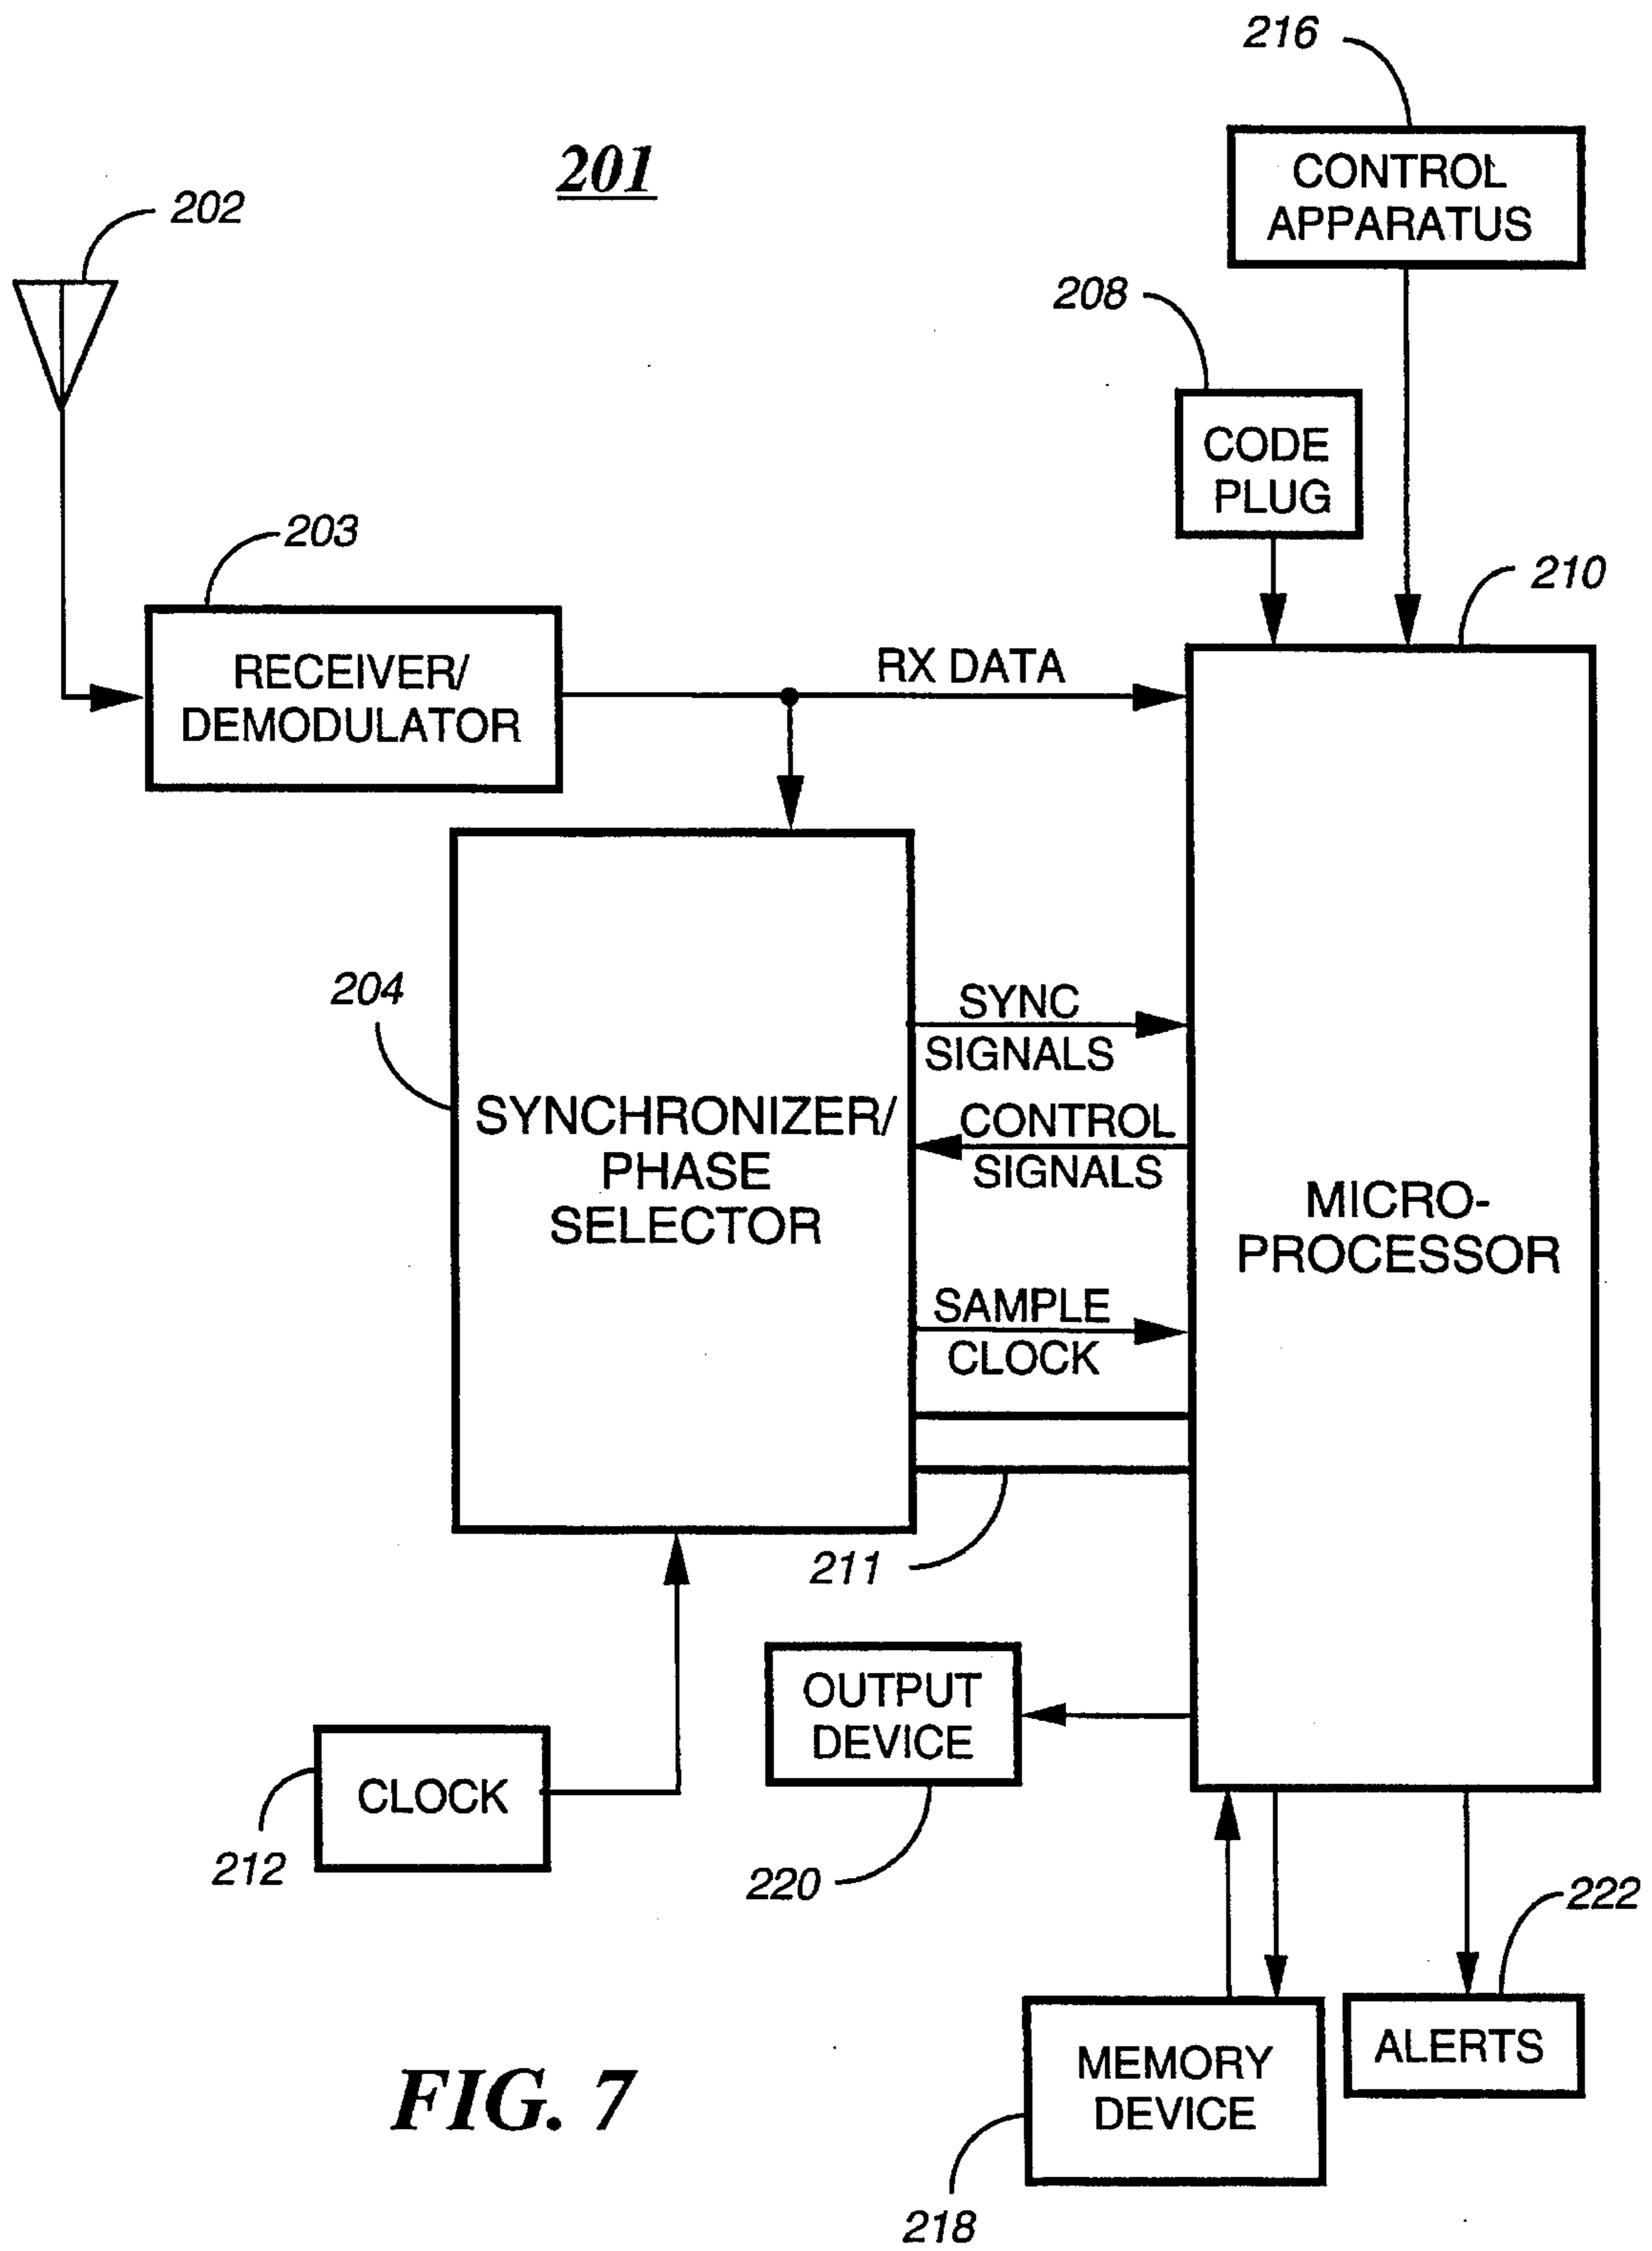 216
201
CONTROL
APPARATUS
202
208
CODE
PLUG
203
210
RECEIVER/
DEMODULATOR
RX DATA
204
SYNC
SIGNALS
SYNCHRONIZER/
PHASE
SELECTOR
CONTROL
SIGNALS
MICRO-
PROCESSOR
SAMPLE
CLOCK
211
OUTPUT
DEVICE
CLOCK
212
220
222
MEMORY
DEVICE
ALERTS
FIG. 7
218